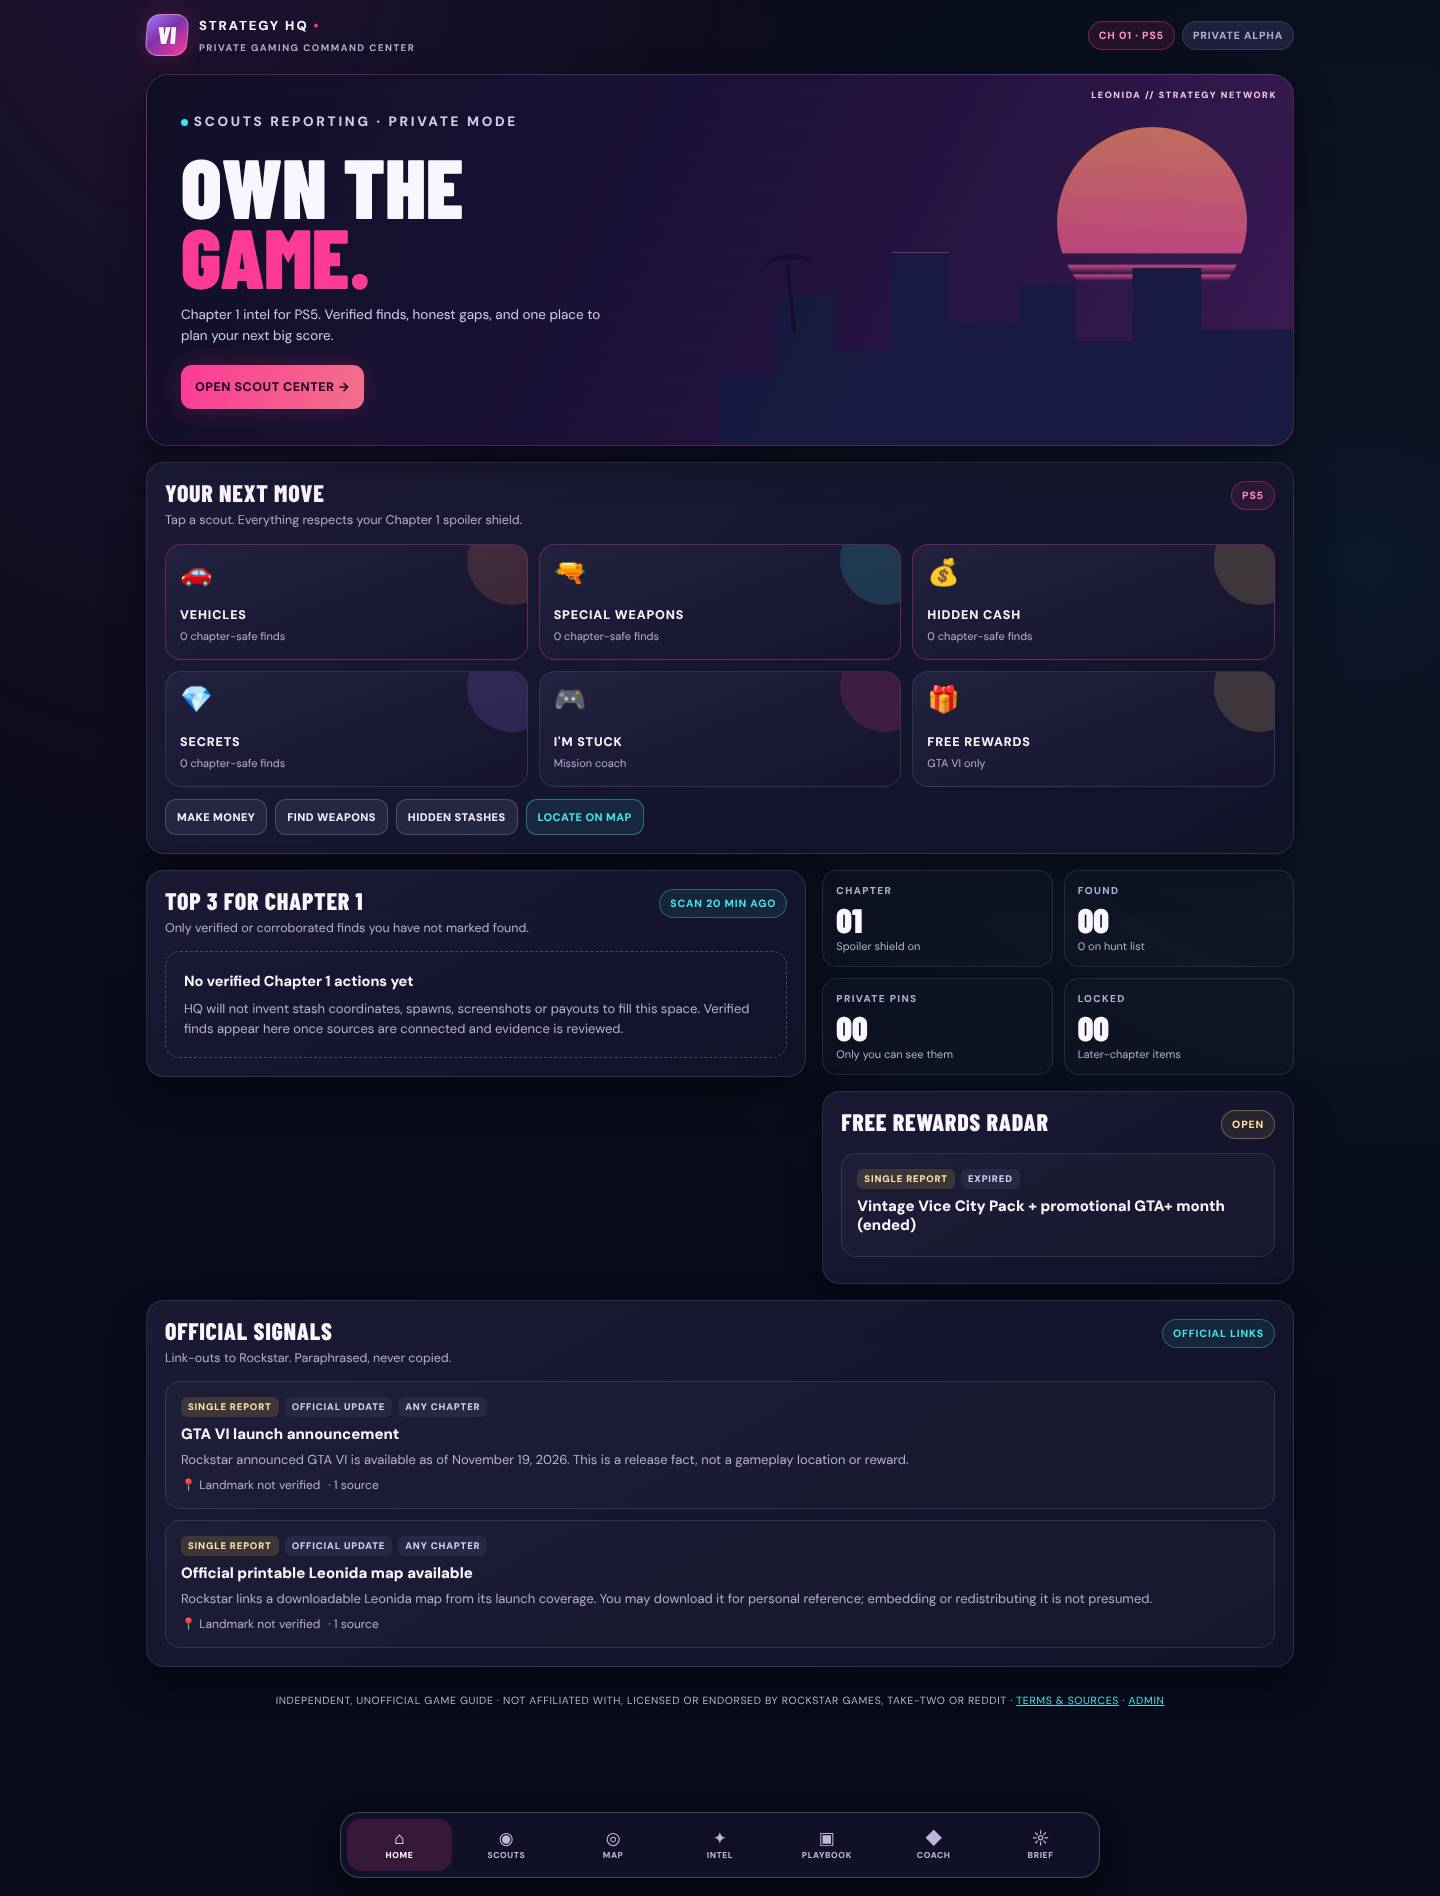 VI
STRATEGY HQ •
PRIVATE GAMING COMMAND CENTER
CH 01 · PS5
PRIVATE ALPHA
LEONIDA // STRATEGY NETWORK
SCOUTS REPORTING · PRIVATE MODE
OWN THE
GAME.
Chapter 1 intel for PS5. Verified finds, honest gaps, and one place to
plan your next big score.
OPEN SCOUT CENTER →
YOUR NEXT MOVE
Tap a scout. Everything respects your Chapter 1 spoiler shield.
PS5
VEHICLES
0 chapter-safe finds
SPECIAL WEAPONS
0 chapter-safe finds
HIDDEN CASH
0 chapter-safe finds
SECRETS
0 chapter-safe finds
I'M STUCK
Mission coach
FREE REWARDS
GTA VI only
MAKE MONEY
FIND WEAPONS
HIDDEN STASHES
LOCATE ON MAP
TOP 3 FOR CHAPTER 1
Only verified or corroborated finds you have not marked found.
SCAN 20 MIN AGO
No verified Chapter 1 actions yet
HQ will not invent stash coordinates, spawns, screenshots or payouts to fill this space. Verified
finds appear here once sources are connected and evidence is reviewed.
CHAPTER
01
Spoiler shield on
FOUND
00
0 on hunt list
PRIVATE PINS
00
Only you can see them
LOCKED
00
Later-chapter items
FREE REWARDS RADAR
OPEN
SINGLE REPORT
EXPIRED
Vintage Vice City Pack + promotional GTA+ month
(ended)
OFFICIAL SIGNALS
Link-outs to Rockstar. Paraphrased, never copied.
OFFICIAL LINKS
SINGLE REPORT
OFFICIAL UPDATE
ANY CHAPTER
GTA VI launch announcement
Rockstar announced GTA VI is available as of November 19, 2026. This is a release fact, not a gameplay location or reward.
Landmark not verified · 1 source
SINGLE REPORT
OFFICIAL UPDATE
ANY CHAPTER
Official printable Leonida map available
Rockstar links a downloadable Leonida map from its launch coverage. You may download it for personal reference; embedding or redistributing it is not presumed.
Landmark not verified · 1 source
INDEPENDENT, UNOFFICIAL GAME GUIDE · NOT AFFILIATED WITH, LICENSED OR ENDORSED BY ROCKSTAR GAMES, TAKE-TWO OR REDDIT · TERMS & SOURCES · ADMIN
HOME
SCOUTS
MAP
INTEL
PLAYBOOK
COACH
BRIEF